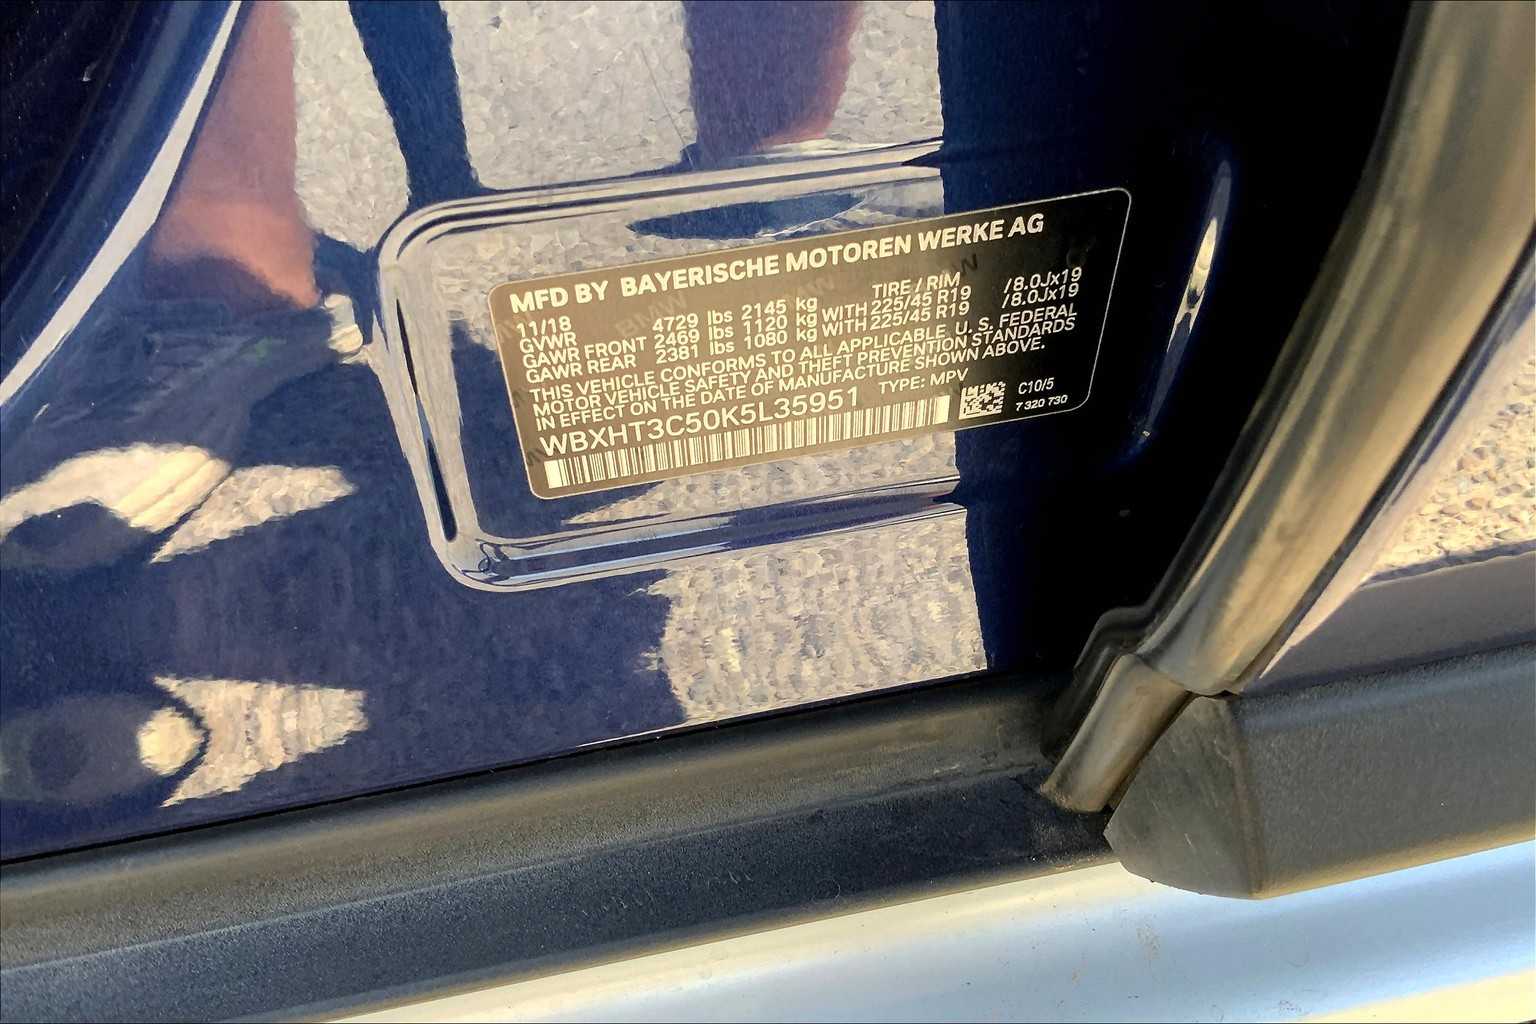 MFD BY BAYERISCHE MOTOREN WERKE AG
11/18 TIRE / RIM
GVWR 4729 lbs 2145 kg
GAWR FRONT 2469 lbs 1120 kg WITH 225/45 R19 /8.0Jx19
GAWR REAR 2381 lbs 1080 kg WITH 225/45 R19 /8.0Jx19
THIS VEHICLE CONFORMS TO ALL APPLICABLE U. S. FEDERAL
MOTOR VEHICLE SAFETY AND THEFT PREVENTION STANDARDS
IN EFFECT ON THE DATE OF MANUFACTURE SHOWN ABOVE.
WBXHT3C50K5L35951 TYPE: MPV
C10/5
7 320 730